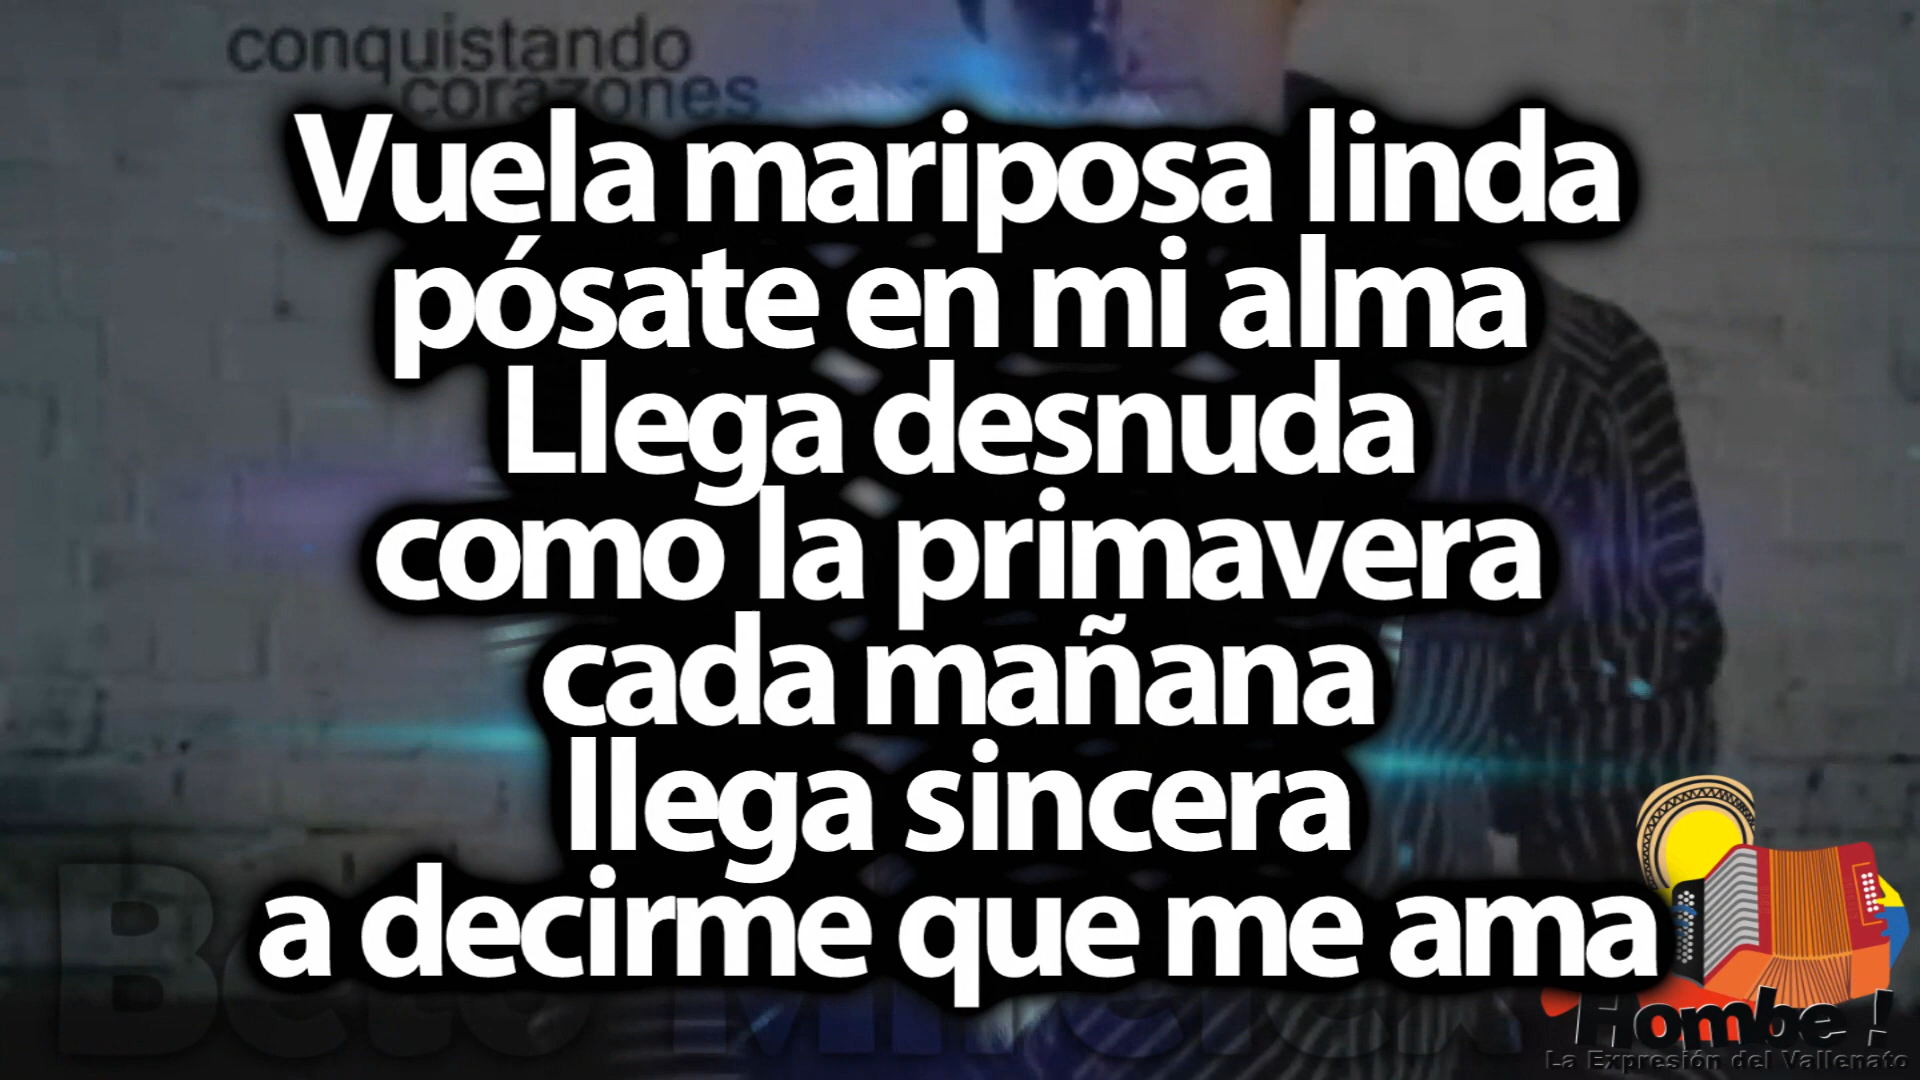 conquistando
corazones
Vuela mariposa linda
pósate en mi alma
Llega desnuda
como la primavera
cada mañana
llega sincera
a decirme que me ama
Hombe !
La Expresión del Vallenato